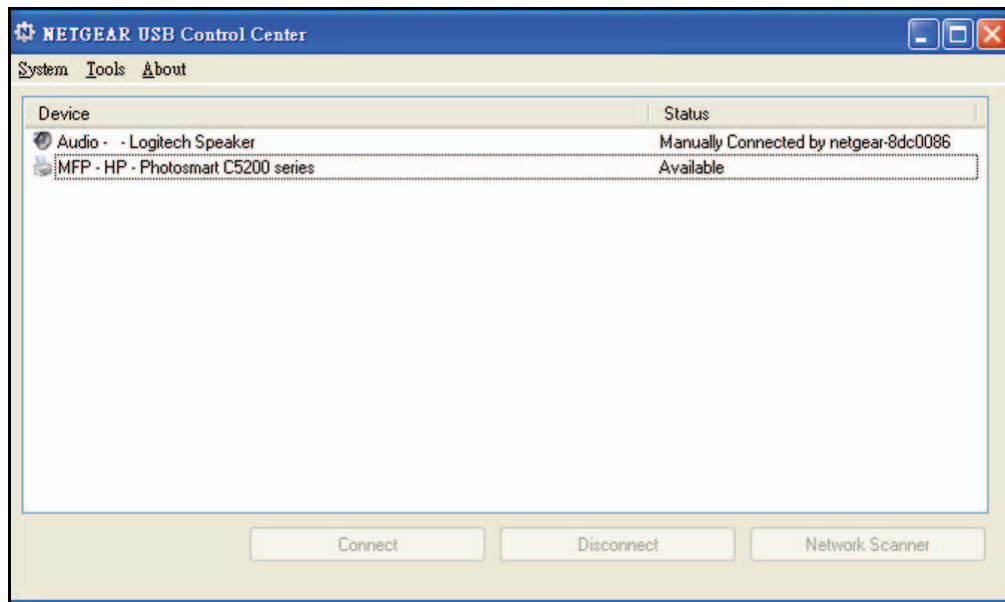 NETGEAR USB Control Center
System Tools About
Device Status
Audio - - Logitech Speaker Manually Connected by netgear-8dc0086
MFP - HP - Photosmart C5200 series Available
Connect Disconnect Network Scanner